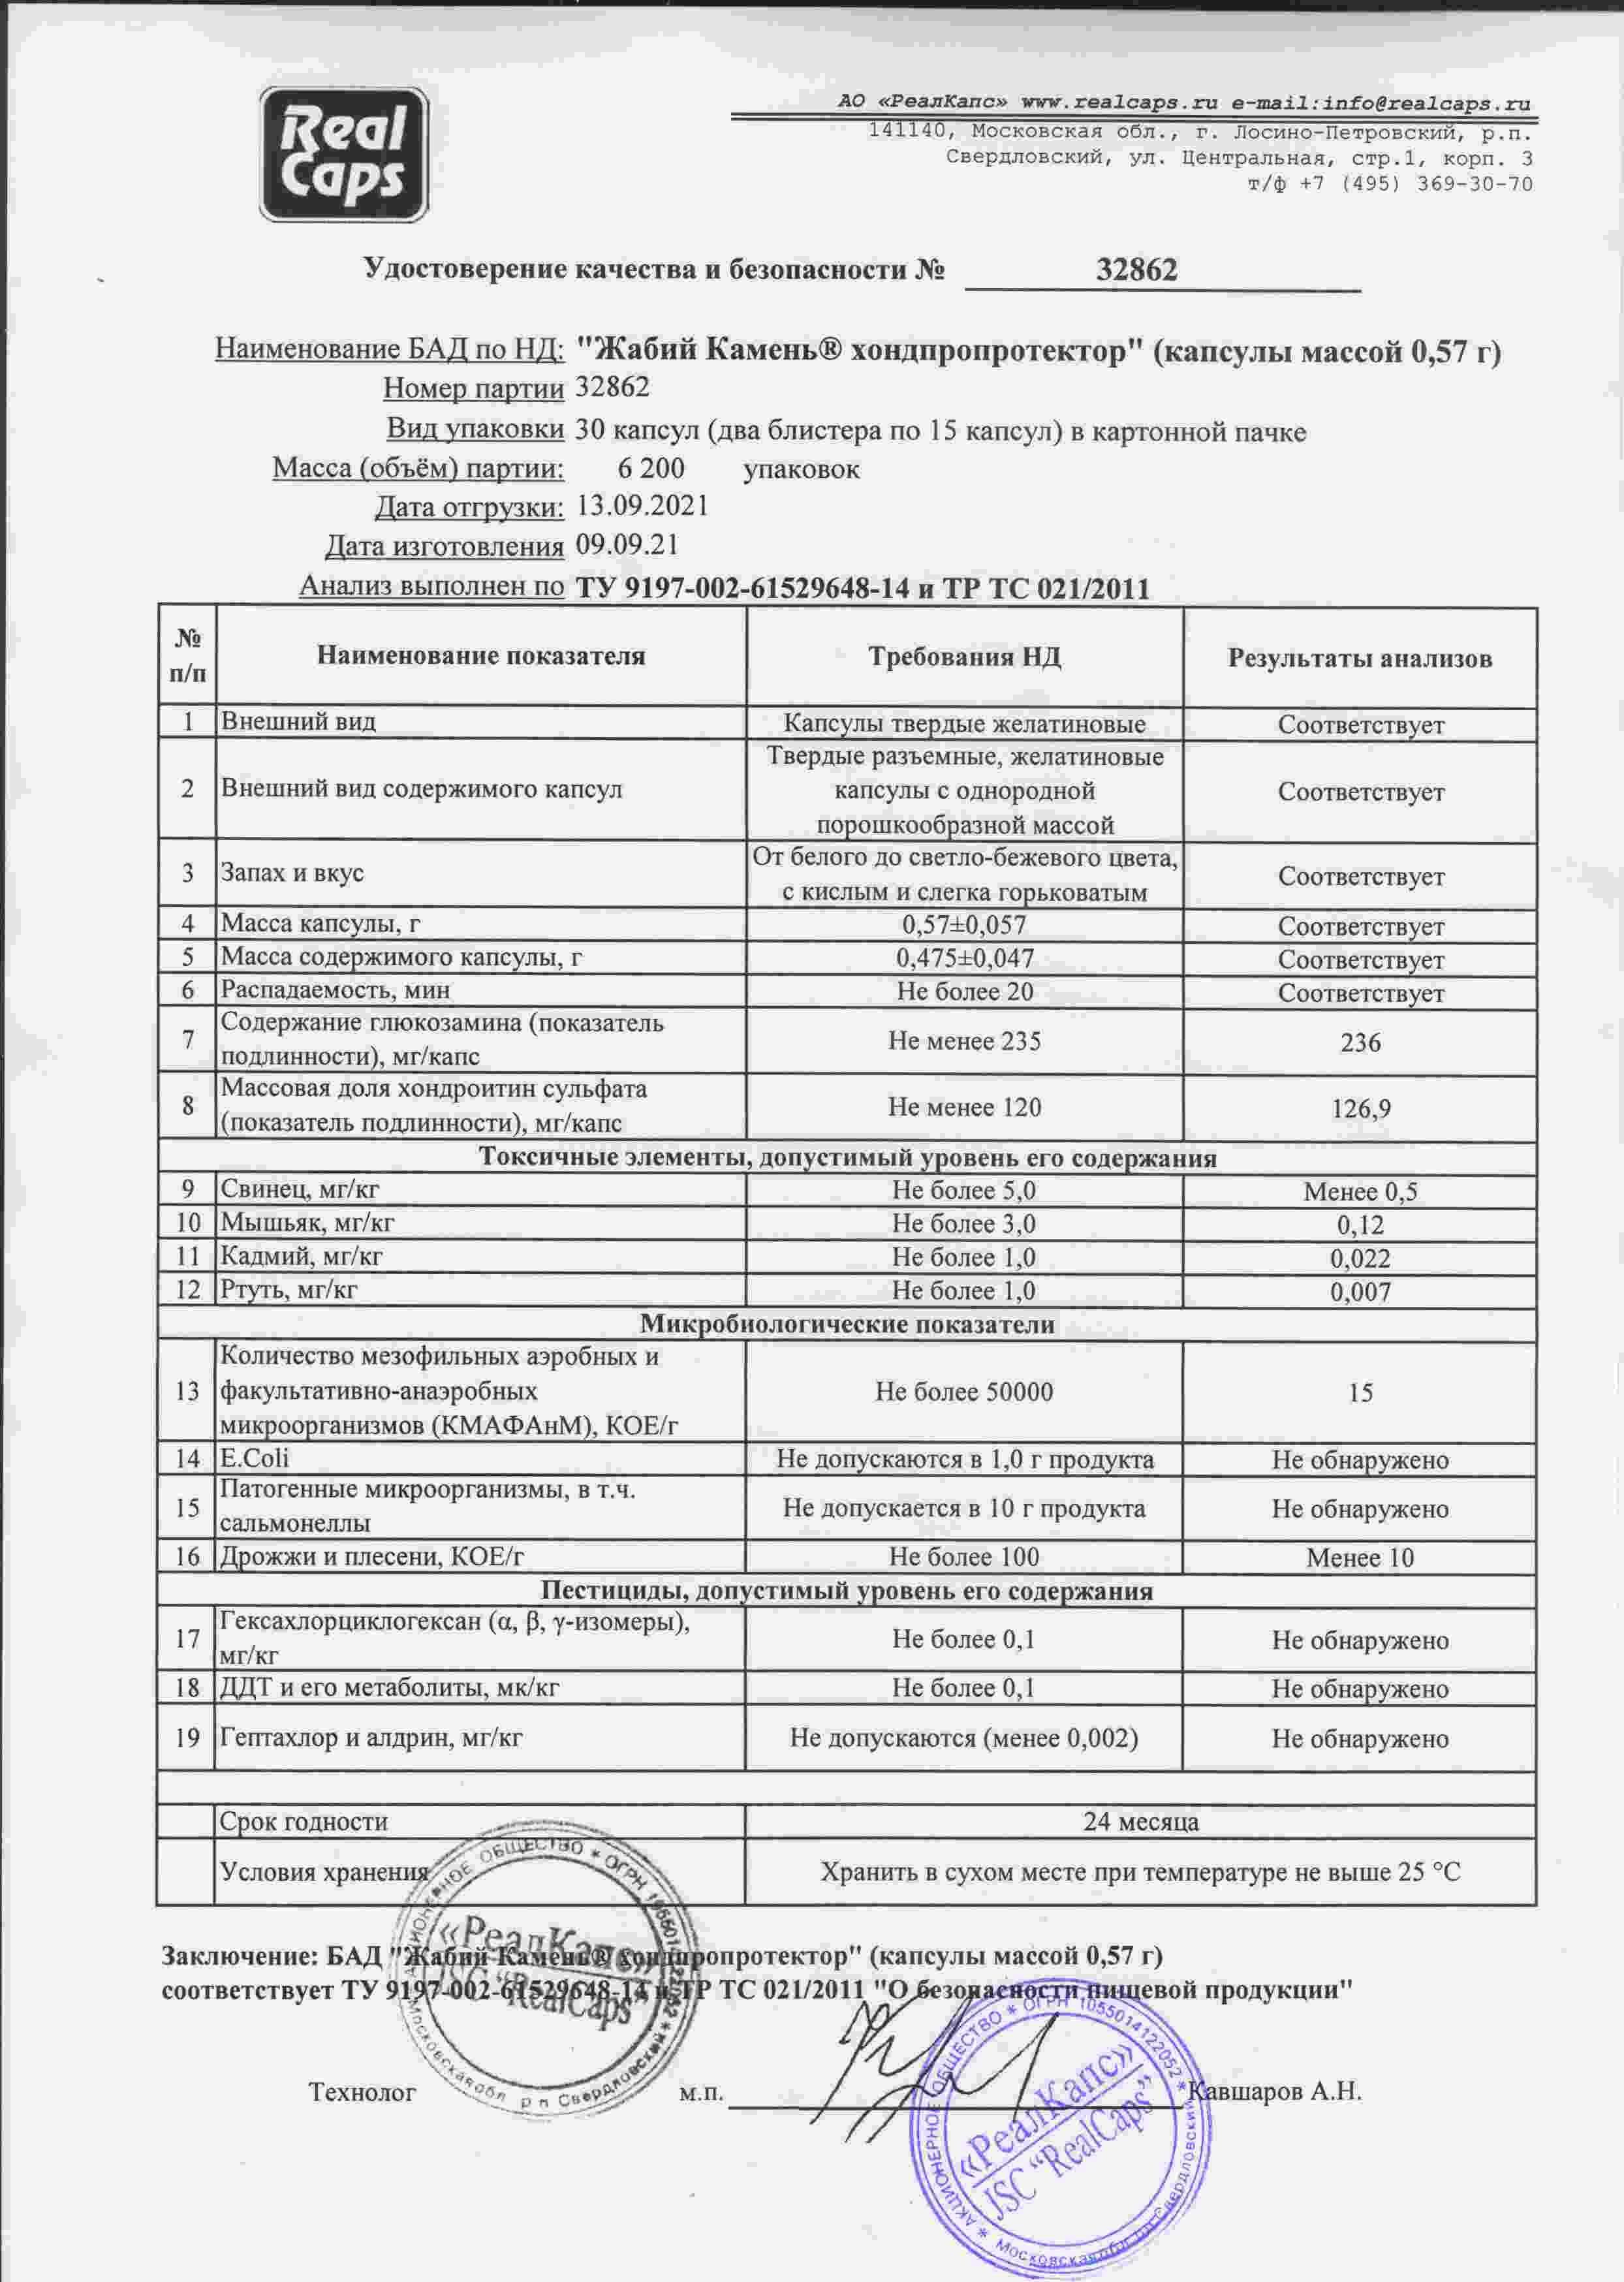 Real
Caps
АО «РеалКапс» www.realcaps.ru e-mail:info@realcaps.ru
141140, Московская обл., г. Лосино-Петровский, р.п.
Свердловский, ул. Центральная, стр.1, корп. 3
т/ф +7 (495) 369-30-70
Удостоверение качества и безопасности № 32862
Наименование БАД по НД: "Жабий Камень® хондпропротектор" (капсулы массой 0,57 г)
Номер партии 32862
Вид упаковки 30 капсул (два блистера по 15 капсул) в картонной пачке
Масса (объём) партии: 6 200 упаковок
Дата отгрузки: 13.09.2021
Дата изготовления 09.09.21
Анализ выполнен по ТУ 9197-002-61529648-14 и ТР ТС 021/2011
№
п/п
Наименование показателя
Требования НД
Результаты анализов
1 Внешний вид Капсулы твердые желатиновые Соответствует
2 Внешний вид содержимого капсул
Твердые разъемные, желатиновые
капсулы с однородной
порошкообразной массой
Соответствует
3 Запах и вкус
От белого до светло-бежевого цвета,
с кислым и слегка горьковатым
Соответствует
4 Масса капсулы, г 0,57±0,057 Соответствует
5 Масса содержимого капсулы, г 0,475±0,047 Соответствует
6 Распадаемость, мин Не более 20 Соответствует
7 Содержание глюкозамина (показатель
подлинности), мг/капс
Не менее 235 236
8 Массовая доля хондроитин сульфата
(показатель подлинности), мг/капс
Не менее 120 126,9
Токсичные элементы, допустимый уровень его содержания
9 Свинец, мг/кг Не более 5,0 Менее 0,5
10 Мышьяк, мг/кг Не более 3,0 0,12
11 Кадмий, мг/кг Не более 1,0 0,022
12 Ртуть, мг/кг Не более 1,0 0,007
Микробиологические показатели
13 Количество мезофильных аэробных и
факультативно-анаэробных
микроорганизмов (КМАФАнМ), КОЕ/г
Не более 50000 15
14 E.Coli Не допускаются в 1,0 г продукта Не обнаружено
15 Патогенные микроорганизмы, в т.ч.
сальмонеллы
Не допускается в 10 г продукта Не обнаружено
16 Дрожжи и плесени, КОЕ/г Не более 100 Менее 10
Пестициды, допустимый уровень его содержания
17 Гексахлорциклогексан (α, β, γ-изомеры),
мг/кг
Не более 0,1 Не обнаружено
18 ДДТ и его метаболиты, мк/кг Не более 0,1 Не обнаружено
19 Гептахлор и алдрин, мг/кг Не допускаются (менее 0,002) Не обнаружено
Срок годности 24 месяца
Условия хранения Хранить в сухом месте при температуре не выше 25 °С
Заключение: БАД "Жабий Камень® хондпропротектор" (капсулы массой 0,57 г)
соответствует ТУ 9197-002-61529648-14 и ТР ТС 021/2011 "О безопасности пищевой продукции"
Технолог м.п. Кавшаров А.Н.
«РеалКапс»
JSC "RealCaps"
АКЦИОНЕРНОЕ ОБЩЕСТВО * ОГРН
Московская обл р п Свердловский
«РеалКапс»
JSC "RealCaps"
* АКЦИОНЕРНОЕ ОБЩЕСТВО * ОГРН 1055014122052 *